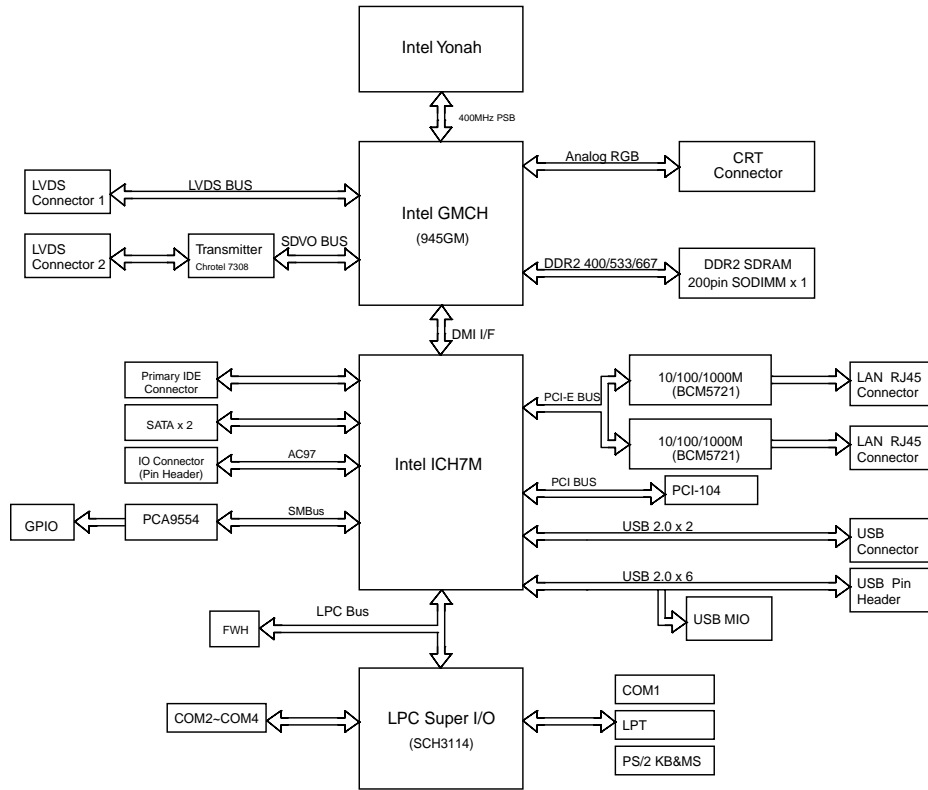 Intel Yonah
400MHz PSB
Analog RGB
CRT
Connector
LVDS
Connector 1
LVDS BUS
Intel GMCH
(945GM)
LVDS
Connector 2
Transmitter
Chrotel 7308
SDVO BUS
DDR2 400/533/667
DDR2 SDRAM
200pin SODIMM x 1
DMI I/F
Primary IDE
Connector
SATA x 2
IO Connector
(Pin Header)
AC97
GPIO
PCA9554
SMBus
Intel ICH7M
PCI-E BUS
10/100/1000M
(BCM5721)
LAN RJ45
Connector
10/100/1000M
(BCM5721)
LAN RJ45
Connector
PCI BUS
PCI-104
USB 2.0 x 2
USB
Connector
USB 2.0 x 6
USB Pin
Header
USB MIO
LPC Bus
FWH
COM2~COM4
LPC Super I/O
(SCH3114)
COM1
LPT
PS/2 KB&MS